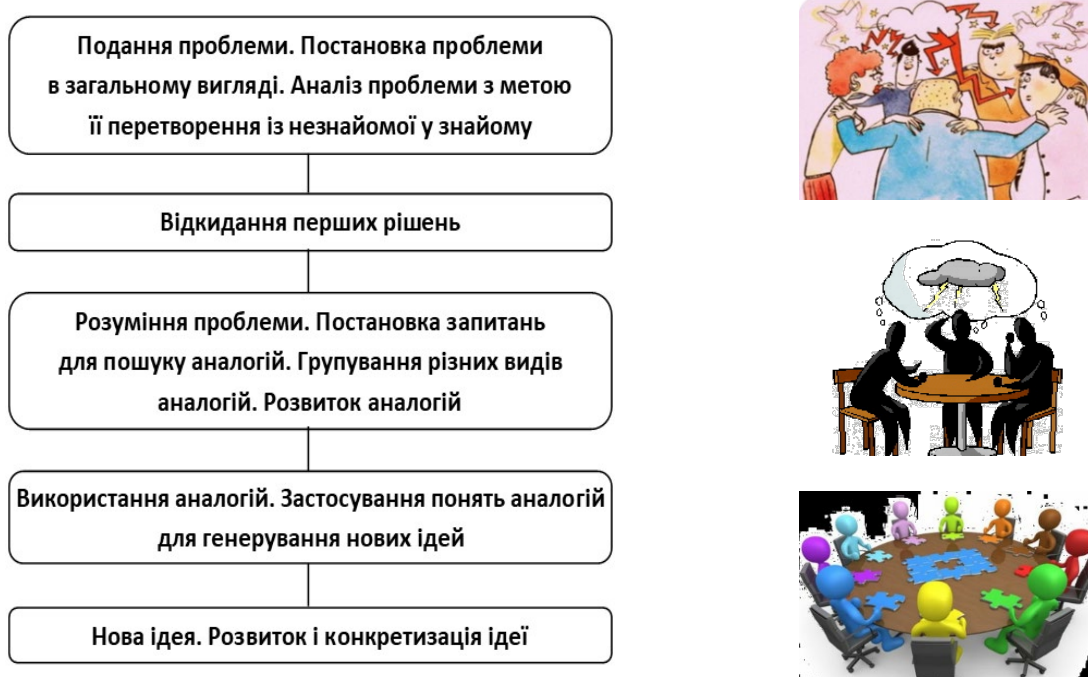 Подання проблеми. Постановка проблеми
в загальному вигляді. Аналіз проблеми з метою
її перетворення із незнайомої у знайому
Відкидання перших рішень
Розуміння проблеми. Постановка запитань
для пошуку аналогій. Групування різних видів
аналогій. Розвиток аналогій
Використання аналогій. Застосування понять аналогій
для генерування нових ідей
Нова ідея. Розвиток і конкретизація ідеї